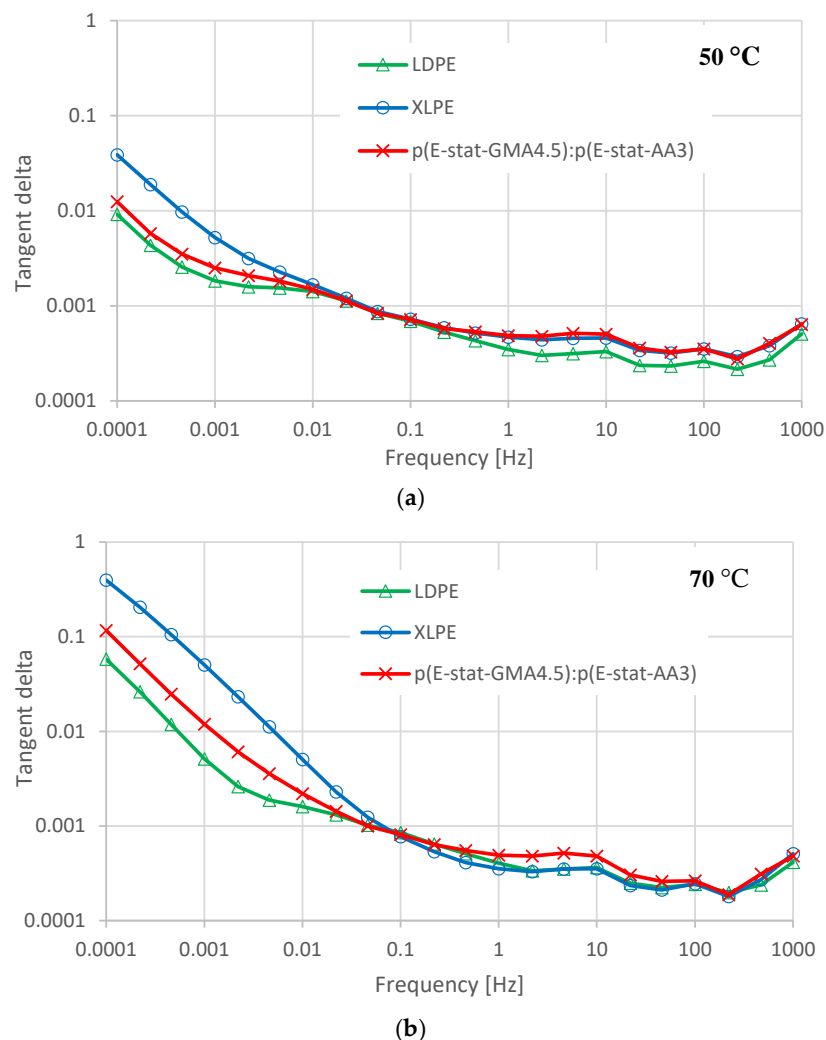 1
50 °C
LDPE
XLPE
p(E-stat-GMA4.5):p(E-stat-AA3)
0.1
0.01
0.001
0.0001
Tangent delta
0.0001 0.001 0.01 0.1 1 10 100 1000
Frequency [Hz]
(a)
1
70 °C
LDPE
XLPE
p(E-stat-GMA4.5):p(E-stat-AA3)
0.1
0.01
0.001
0.0001
Tangent delta
0.0001 0.001 0.01 0.1 1 10 100 1000
Frequency [Hz]
(b)